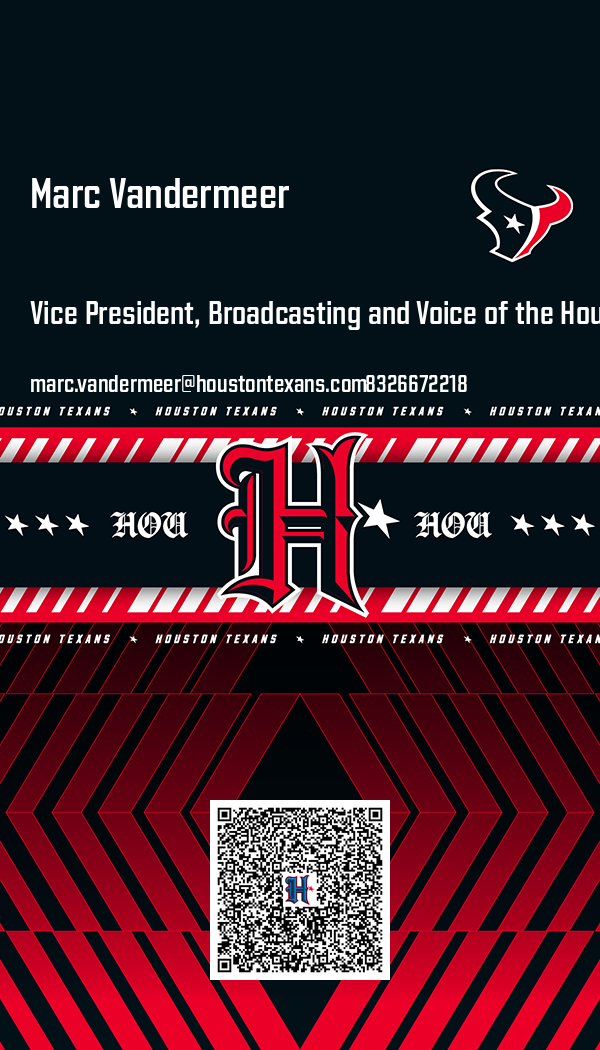 Marc Vandermeer
Vice President, Broadcasting and Voice of the Hou
marc.vandermeer@houstontexans.com8326672218
OUSTON TEXANS ★ HOUSTON TEXANS ★ HOUSTON TEXANS ★ HOUSTON TEXAN
H
★★★ HOU ★ HOU ★★★
OUSTON TEXANS ★ HOUSTON TEXANS ★ HOUSTON TEXANS ★ HOUSTON TEXAN
H